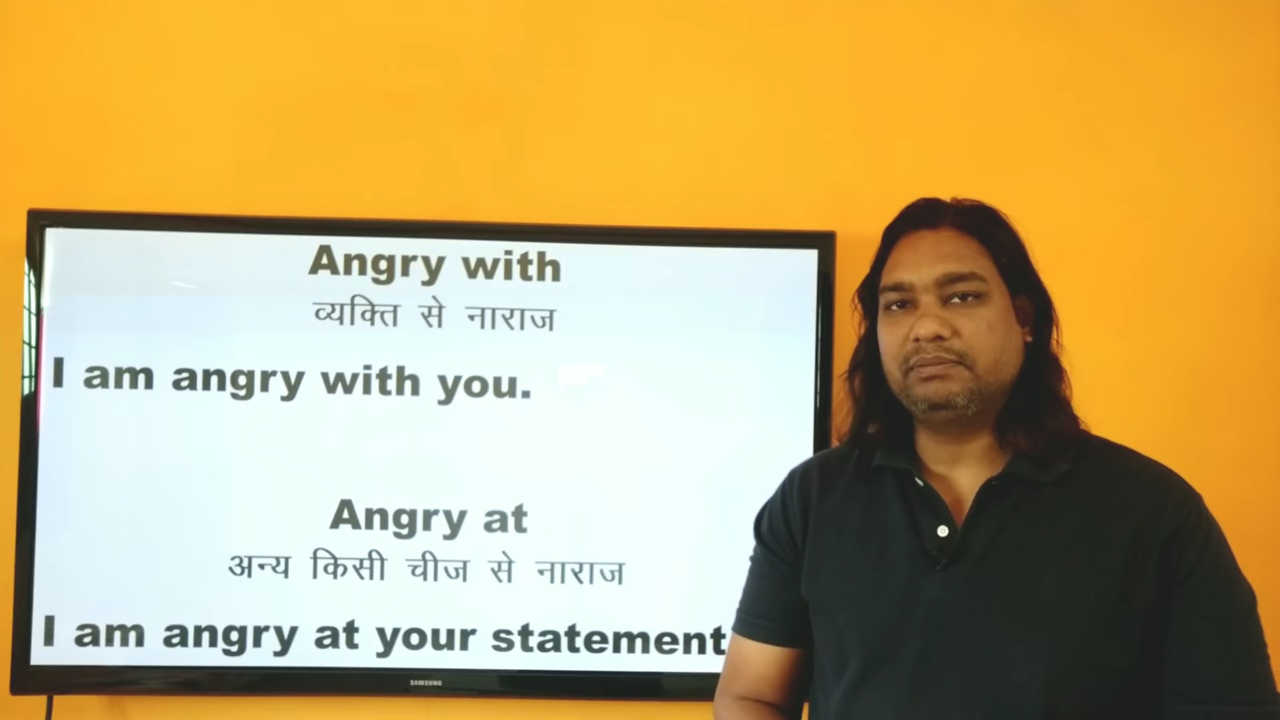 Angry with
व्यक्ति से नाराज
I am angry with you.
Angry at
अन्य किसी चीज से नाराज
I am angry at your statement
SAMSUNG